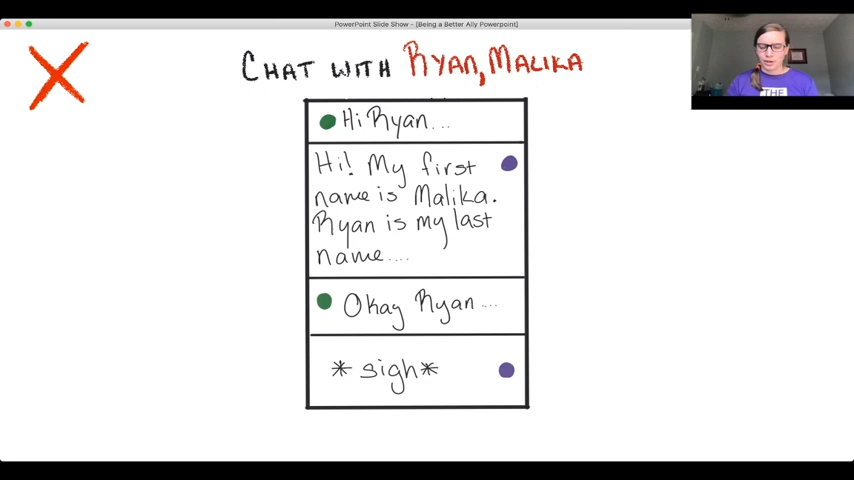 PowerPoint Slide Show - [Being a Better Ally Powerpoint]
CHAT WITH RYAN, MALIKA
Hi Ryan...
Hi! My first
name is Malika.
Ryan is my last
name....
Okay Ryan....
*sigh*
THE